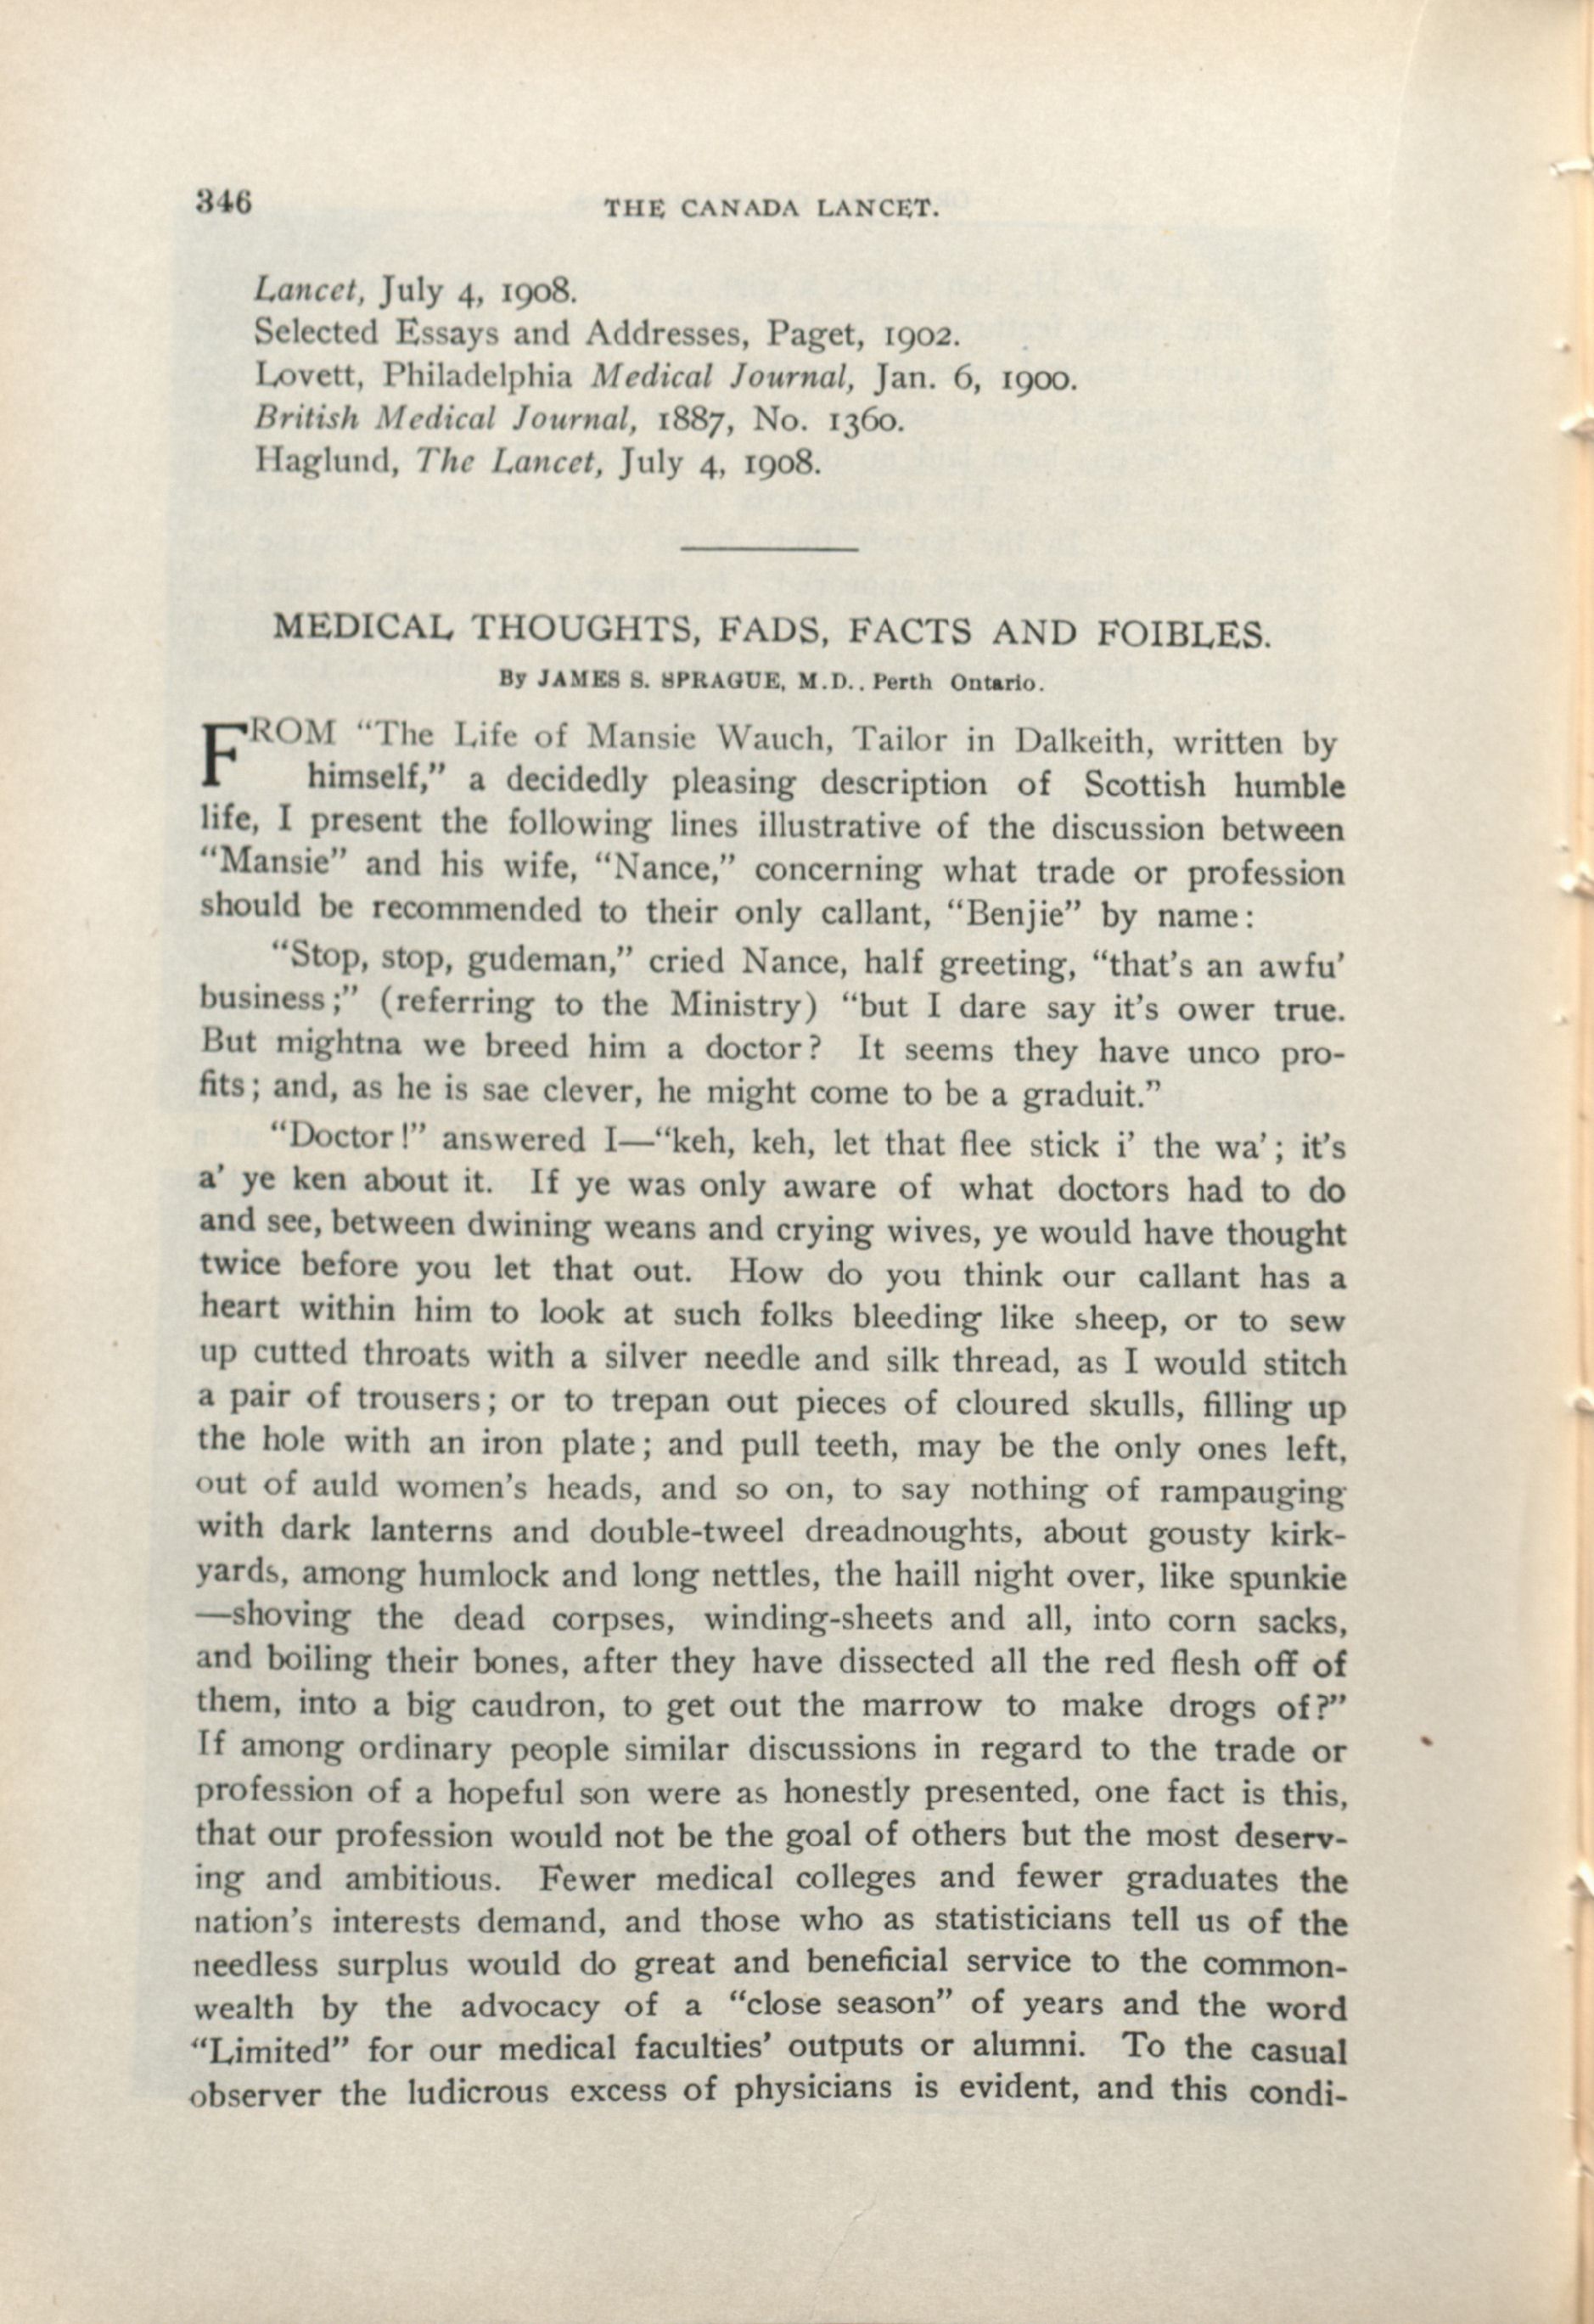 346
THE CANADA LANCET.
Lancet, July 4, 1908.
Selected Essays and Addresses, Paget, 1902.
Lovett, Philadelphia Medical Journal, Jan. 6, 1900.
British Medical Journal, 1887, No. 1360.
Haglund, The Lancet, July 4, 1908.
MEDICAL THOUGHTS, FADS, FACTS AND FOIBLES.
By JAMES S. SPRAGUE, M.D.. Perth Ontario.
FROM “The Life of Mansie Wauch, Tailor in Dalkeith, written by
himself,” a decidedly pleasing description of Scottish humble
life, I present the following lines illustrative of the discussion between
“Mansie” and his wife, “Nance,” concerning what trade or profession
should be recommended to their only callant, “Benjie” by name:
“Stop, stop, gudeman,” cried Nance, half greeting, “that’s an awfu’
business;” (referring to the Ministry) “but I dare say it’s ower true.
But mightna we breed him a doctor? It seems they have unco pro-
fits; and, as he is sae clever, he might come to be a graduit.”
“Doctor!” answered I—“keh, keh, let that flee stick i’ the wa’; it’s
a’ ye ken about it. If ye was only aware of what doctors had to do
and see, between dwining weans and crying wives, ye would have thought
twice before you let that out. How do you think our callant has a
heart within him to look at such folks bleeding like sheep, or to sew
up cutted throats with a silver needle and silk thread, as I would stitch
a pair of trousers; or to trepan out pieces of cloured skulls, filling up
the hole with an iron plate; and pull teeth, may be the only ones left,
out of auld women’s heads, and so on, to say nothing of rampauging
with dark lanterns and double-tweel dreadnoughts, about gousty kirk-
yards, among humlock and long nettles, the haill night over, like spunkie
—shoving the dead corpses, winding-sheets and all, into corn sacks,
and boiling their bones, after they have dissected all the red flesh off of
them, into a big caudron, to get out the marrow to make drogs of?”
If among ordinary people similar discussions in regard to the trade or
profession of a hopeful son were as honestly presented, one fact is this,
that our profession would not be the goal of others but the most deserv-
ing and ambitious. Fewer medical colleges and fewer graduates the
nation’s interests demand, and those who as statisticians tell us of the
needless surplus would do great and beneficial service to the common-
wealth by the advocacy of a “close season” of years and the word
“Limited” for our medical faculties’ outputs or alumni. To the casual
observer the ludicrous excess of physicians is evident, and this condi-